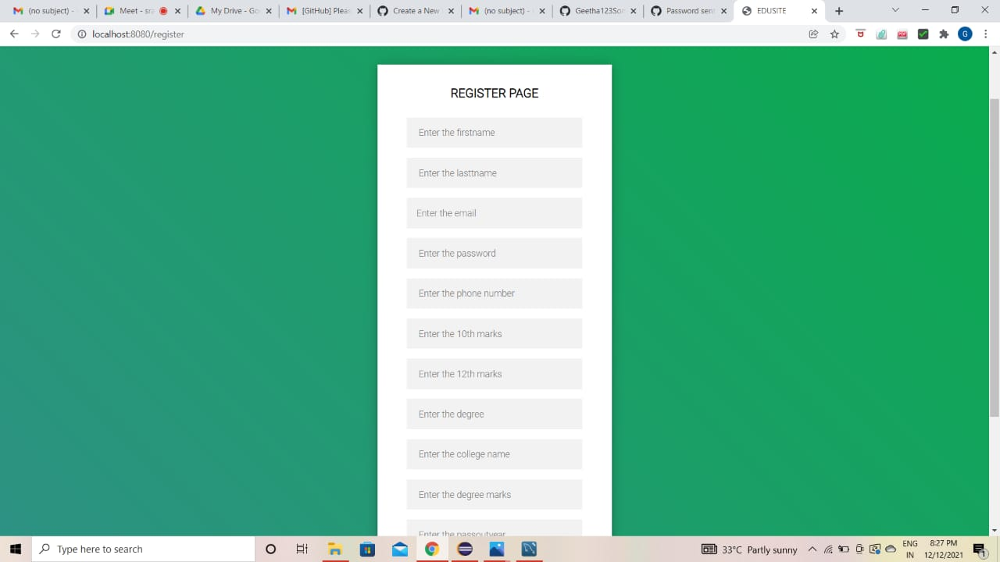 (no subject) -
Meet - sra
My Drive - Goo
[GitHub] Pleas
Create a New
(no subject) -
Geetha123Som
Password sent
EDUSITE
localhost:8080/register
G
REGISTER PAGE
Enter the firstname
Enter the lasttname
Enter the email
Enter the password
Enter the phone number
Enter the 10th marks
Enter the 12th marks
Enter the degree
Enter the college name
Enter the degree marks
Enter the passoutyear
Type here to search
33°C Partly sunny
ENG
IN
8:27 PM
12/12/2021
1